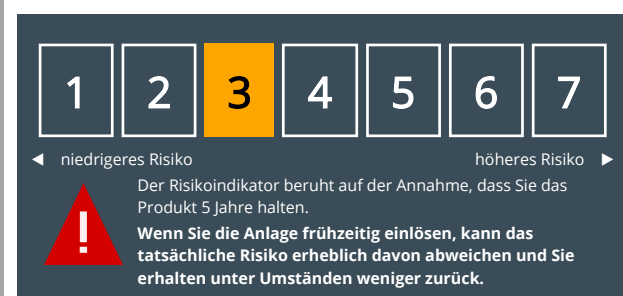 1 2 3 4 5 6 7
◀ niedrigeres Risiko höheres Risiko ▶
Der Risikoindikator beruht auf der Annahme, dass Sie das
Produkt 5 Jahre halten.
!
Wenn Sie die Anlage frühzeitig einlösen, kann das
tatsächliche Risiko erheblich davon abweichen und Sie
erhalten unter Umständen weniger zurück.